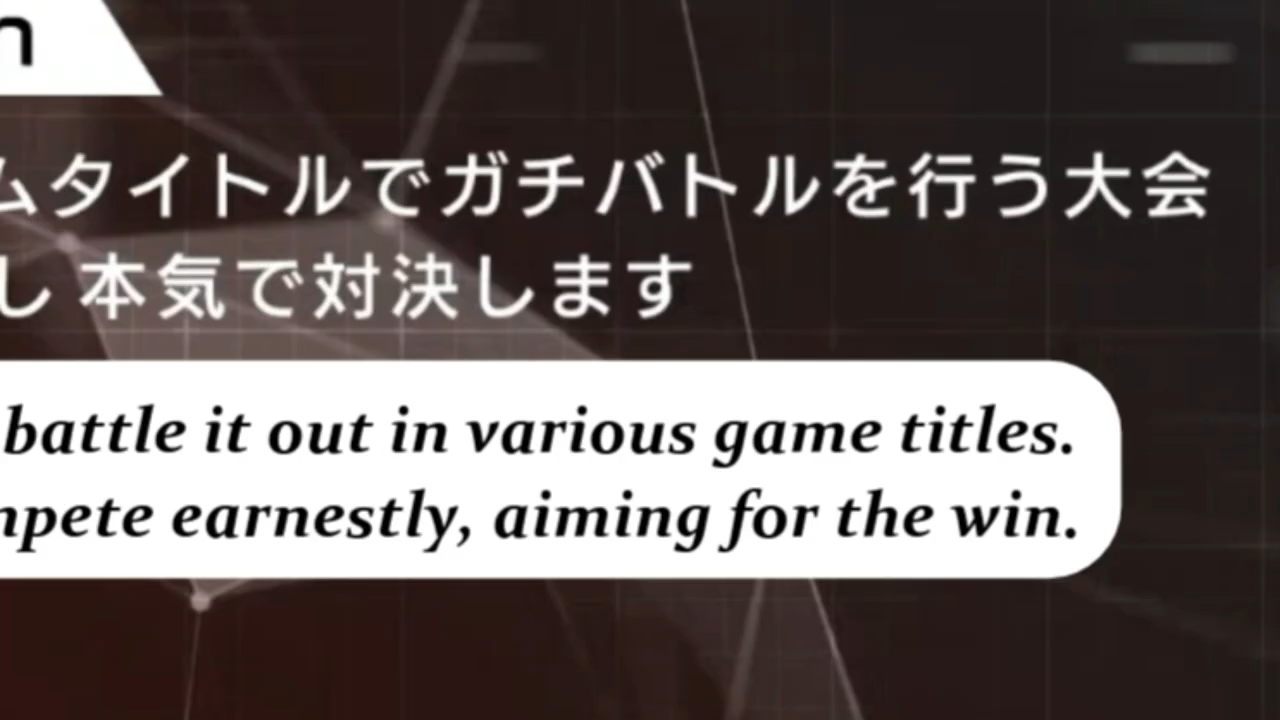 n
ムタイトルでガチバトルを行う大会
し 本気で対決します
battle it out in various game titles.
mpete earnestly, aiming for the win.